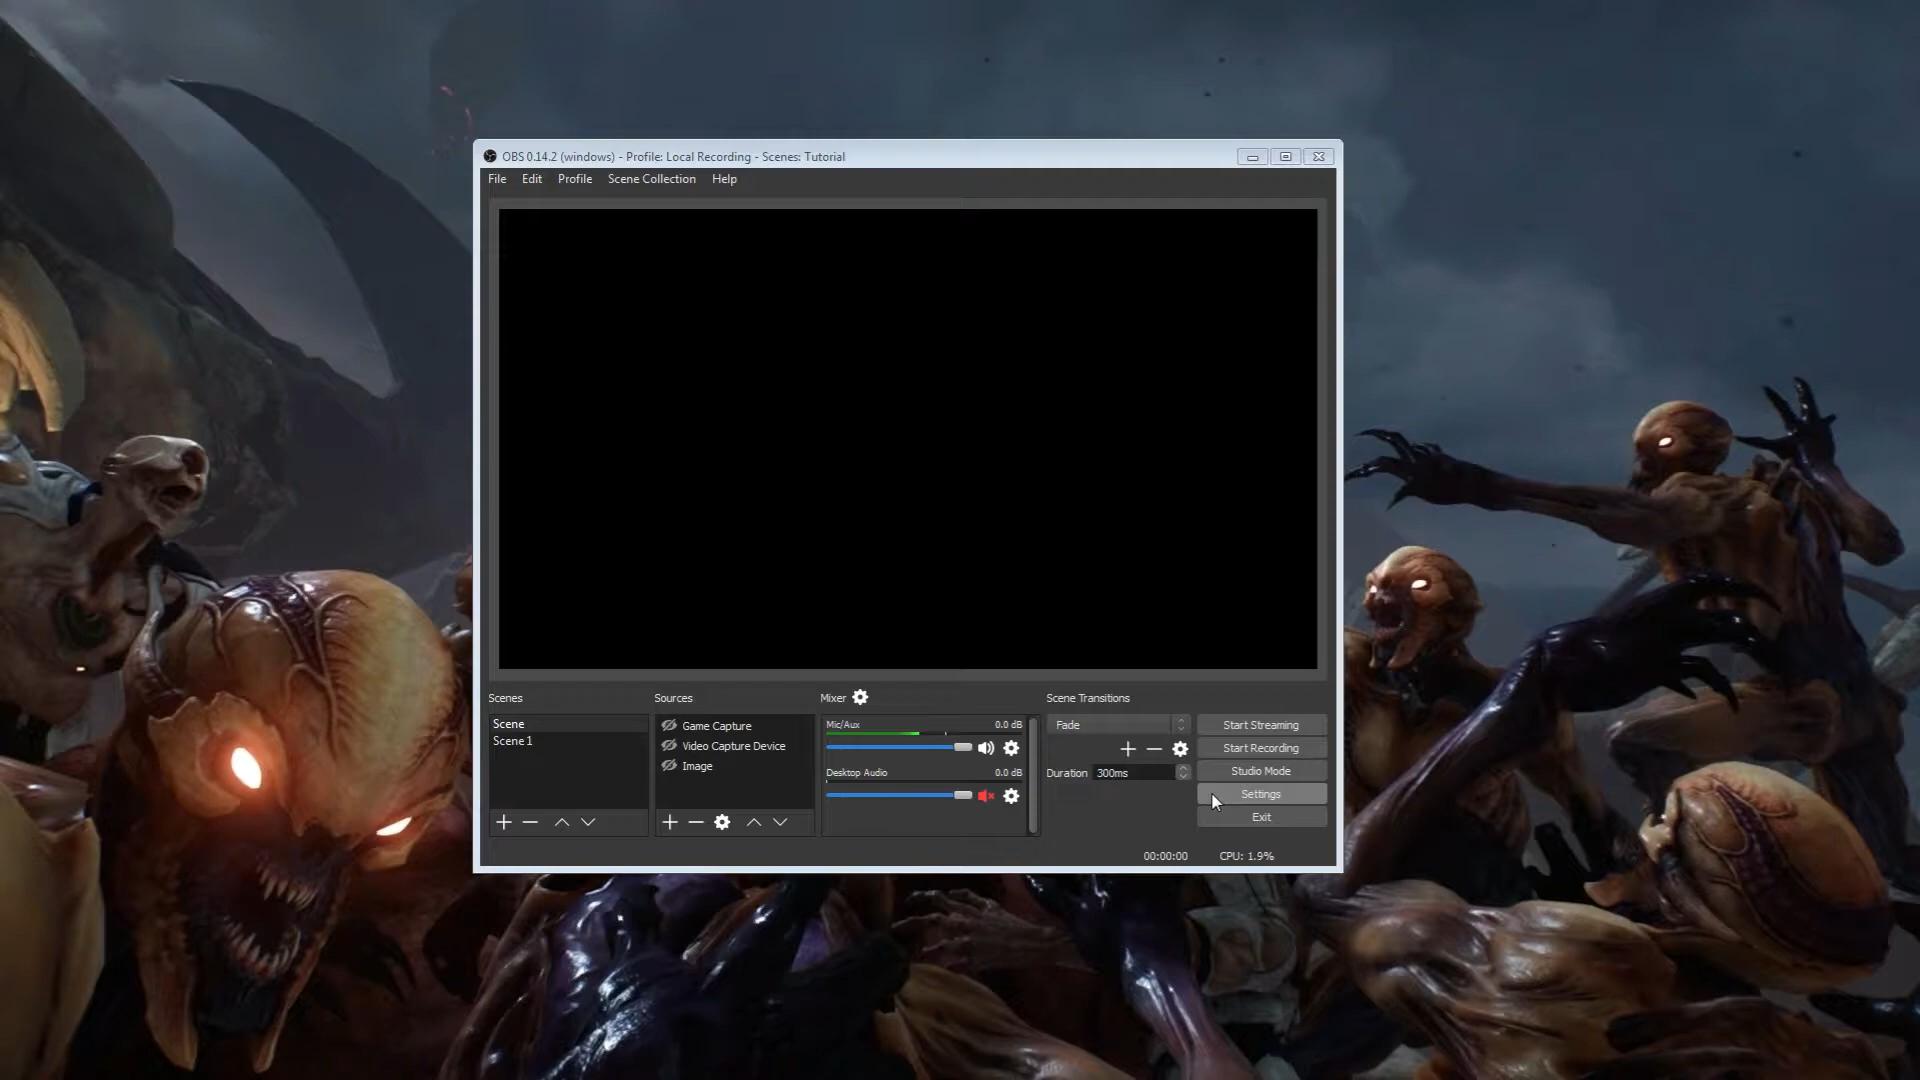 OBS 0.14.2 (windows) - Profile: Local Recording - Scenes: Tutorial
File Edit Profile Scene Collection Help
Scenes
Scene
Scene 1
Sources
Game Capture
Video Capture Device
Image
Mixer
Mic/Aux 0.0 dB
Desktop Audio 0.0 dB
Scene Transitions
Fade
Duration 300ms
Start Streaming
Start Recording
Studio Mode
Settings
Exit
00:00:00 CPU: 1.9%